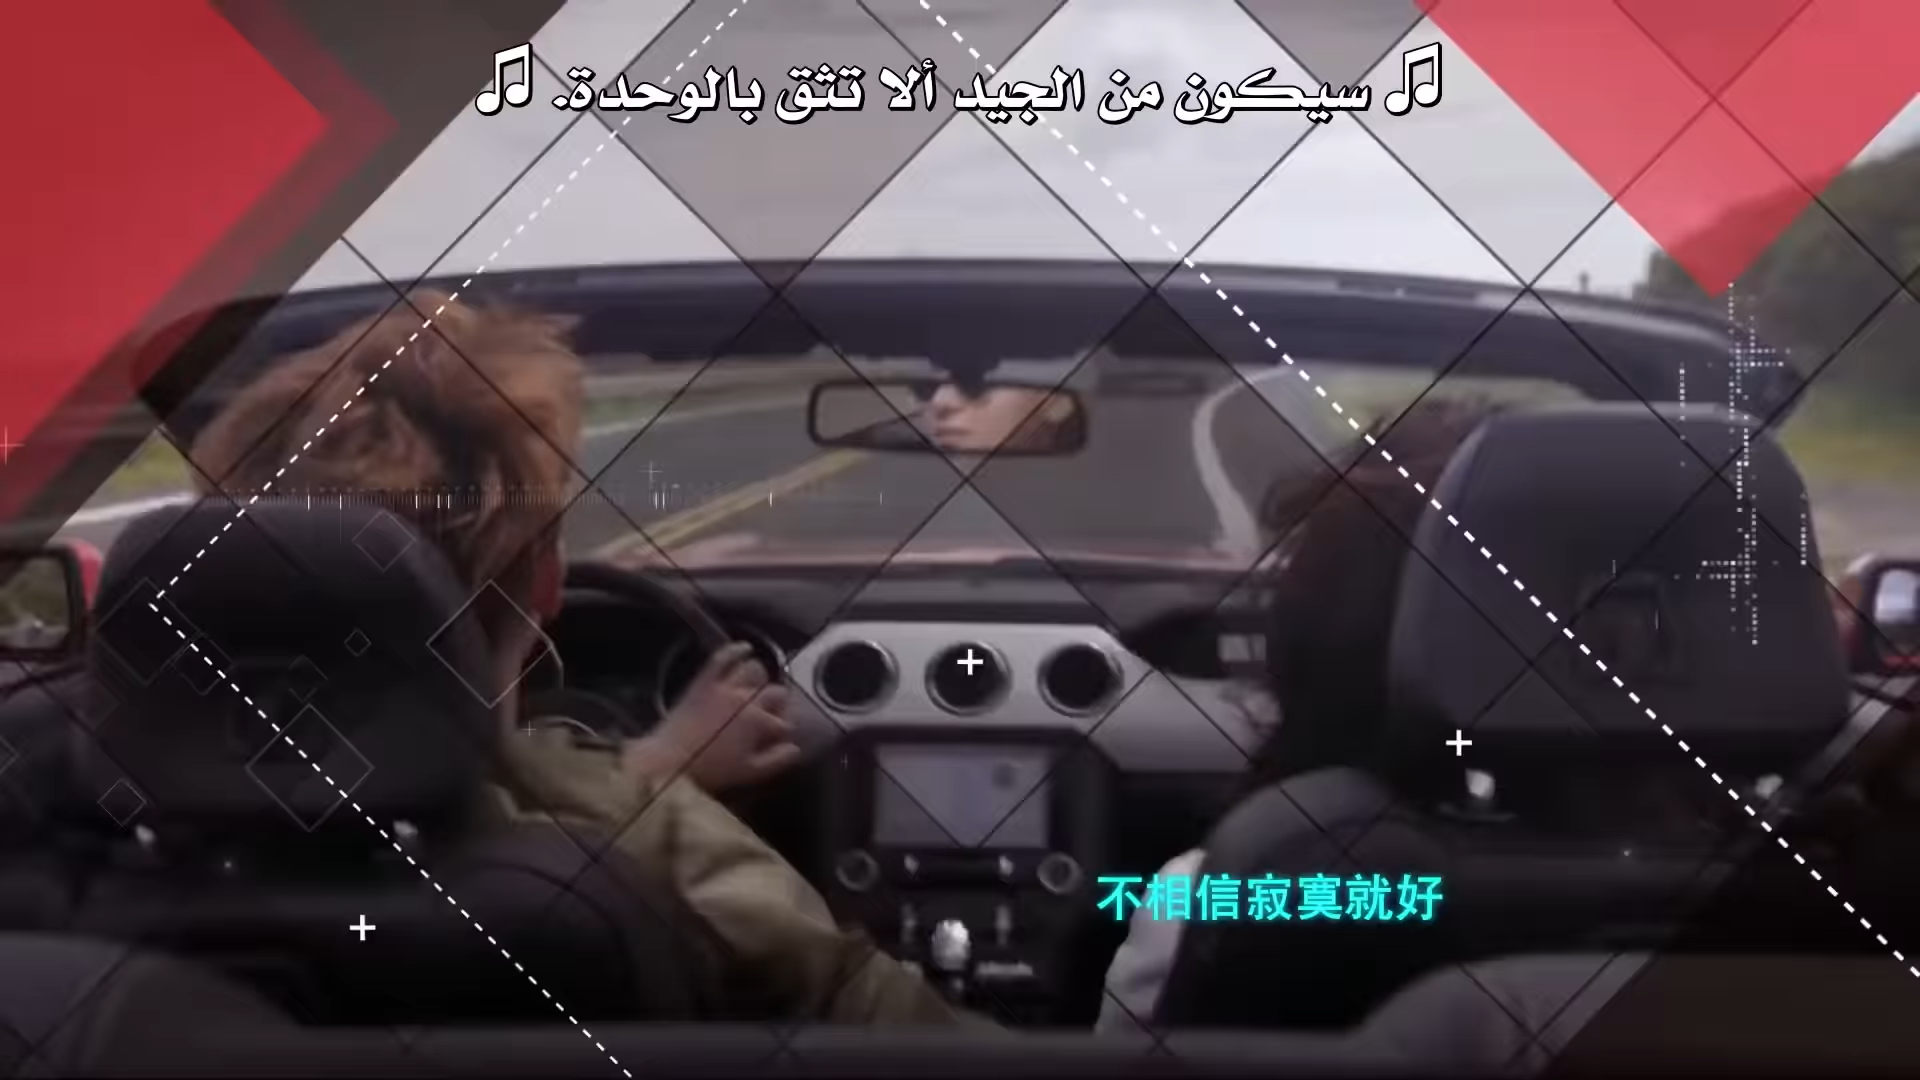 ♫ سيكون من الجيد ألا تثق بالوحدة. ♫
不相信寂寞就好